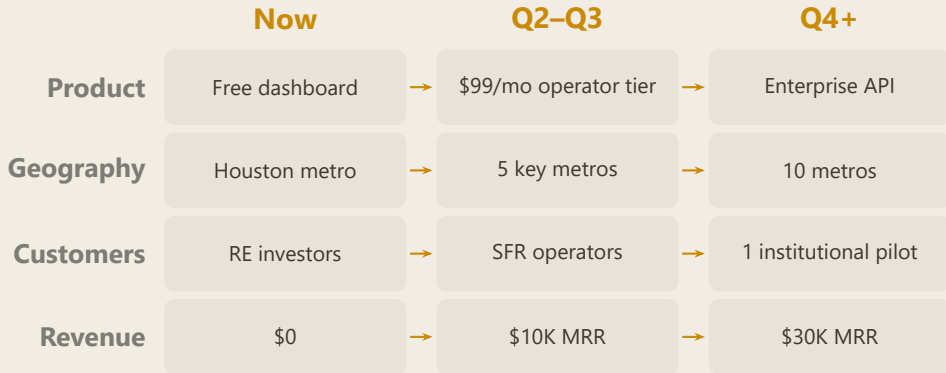 Now Q2–Q3 Q4+
Product Free dashboard → $99/mo operator tier → Enterprise API
Geography Houston metro → 5 key metros → 10 metros
Customers RE investors → SFR operators → 1 institutional pilot
Revenue $0 → $10K MRR → $30K MRR